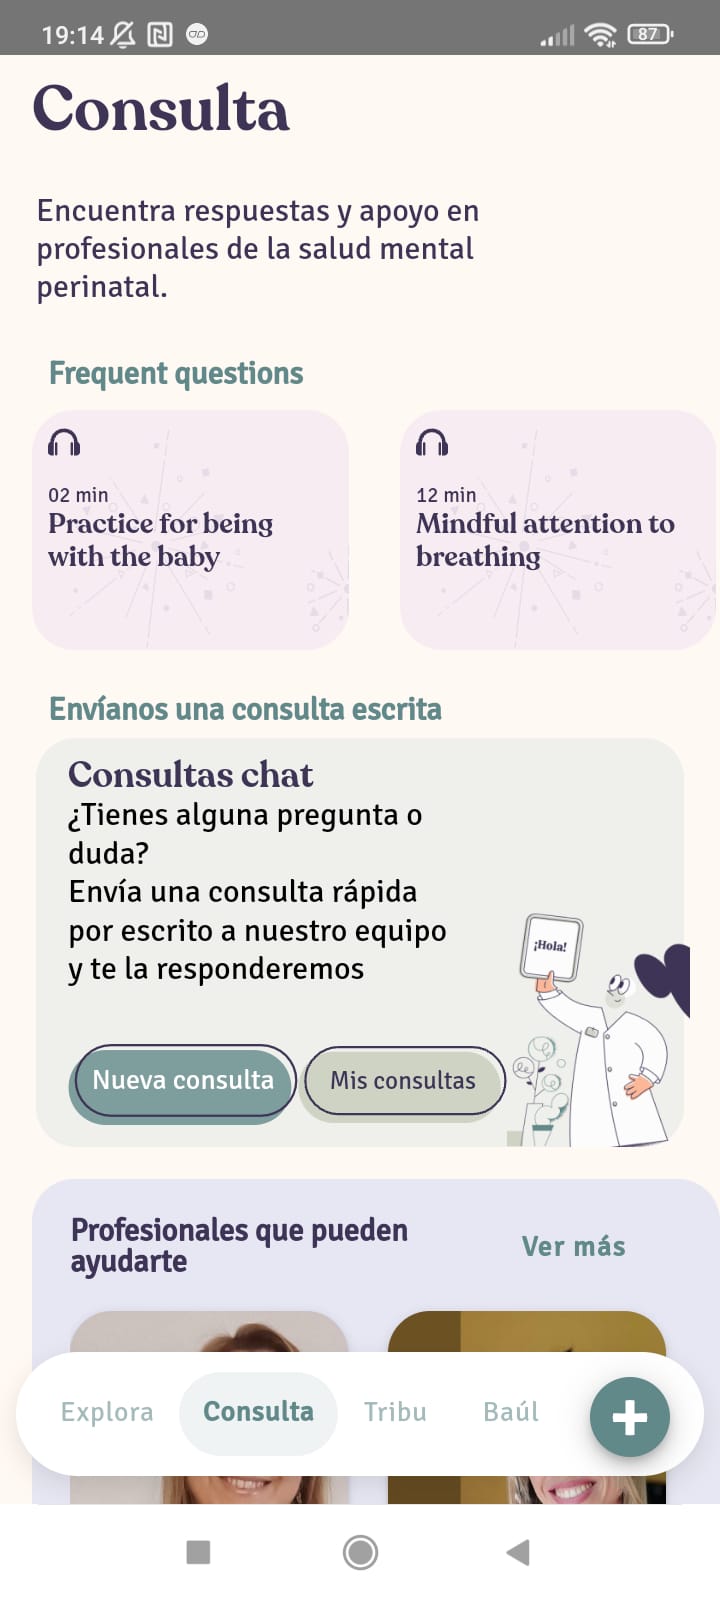 19:14
87
Consulta
Encuentra respuestas y apoyo en
profesionales de la salud mental
perinatal.
Frequent questions
02 min
Practice for being
with the baby
12 min
Mindful attention to
breathing
Envíanos una consulta escrita
Consultas chat
¿Tienes alguna pregunta o
duda?
Envía una consulta rápida
por escrito a nuestro equipo
y te la responderemos
¡Hola!
Nueva consulta
Mis consultas
Profesionales que pueden
ayudarte
Ver más
Explora
Consulta
Tribu
Baúl